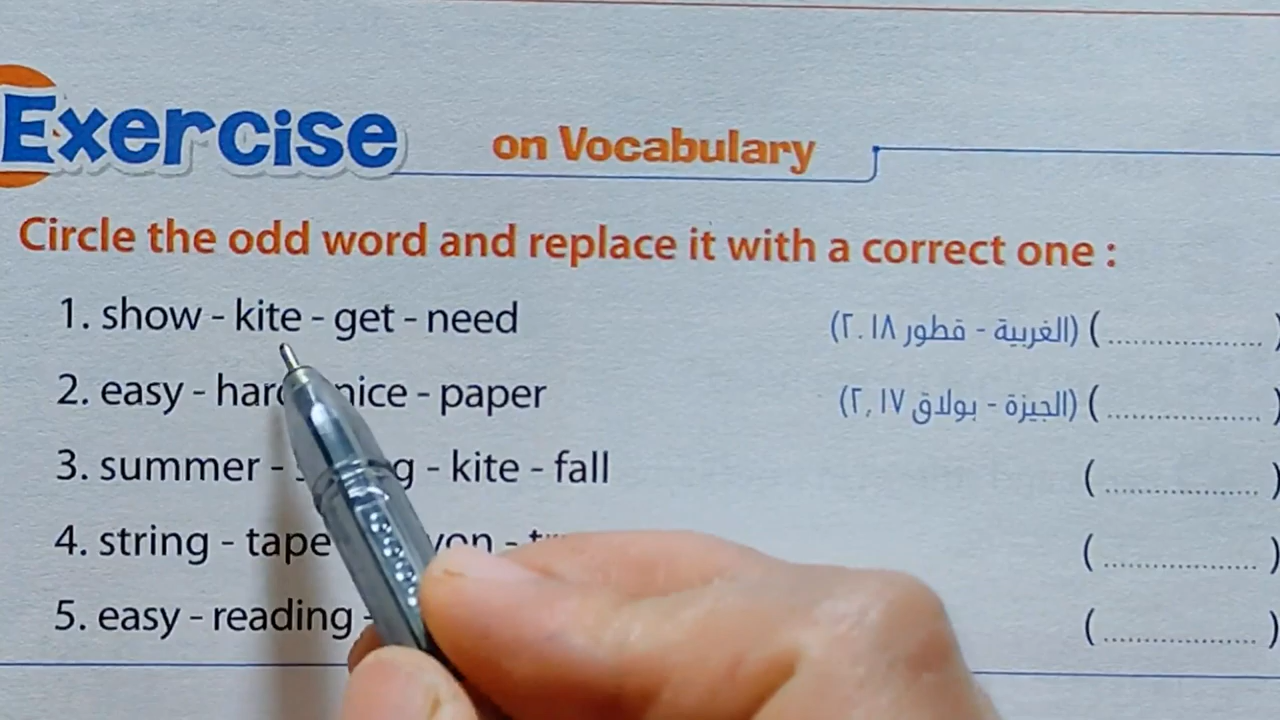 Exercise on Vocabulary
Circle the odd word and replace it with a correct one :
1. show - kite - get - need (الغربية - قطور ٢٠١٨) (....................)
2. easy - hard nice - paper (الجيزة - بولاق ٢٠١٧) (....................)
3. summer - - kite - fall (....................)
4. string - tape - (....................)
5. easy - reading - (....................)